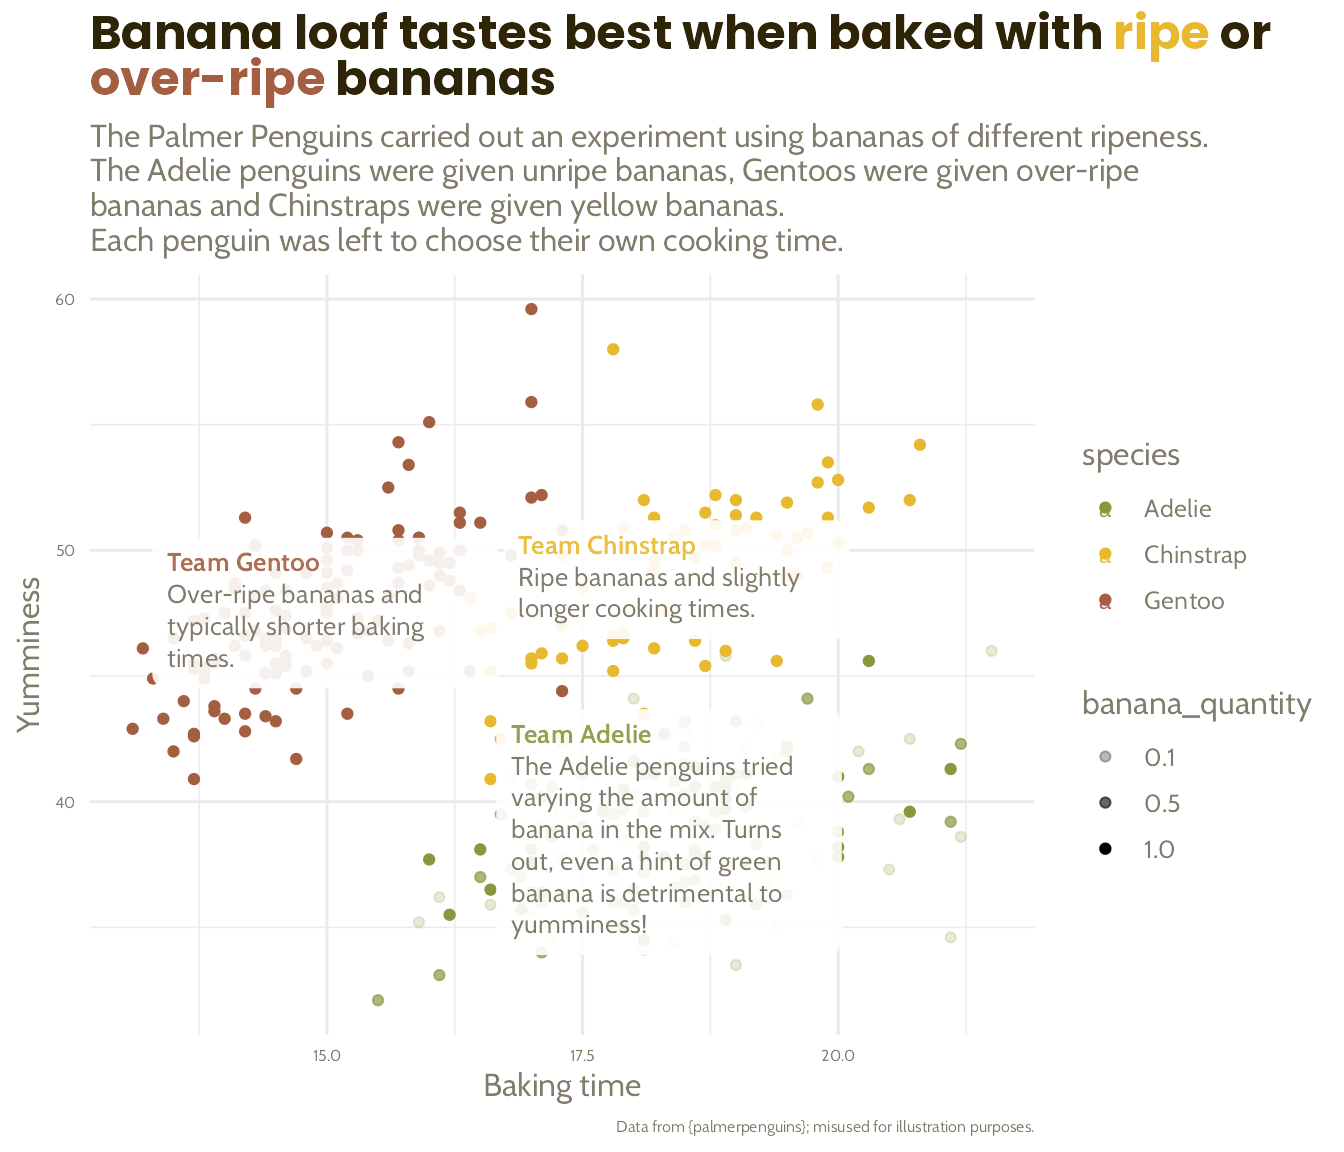 Banana loaf tastes best when baked with ripe or
over-ripe bananas
The Palmer Penguins carried out an experiment using bananas of different ripeness.
The Adelie penguins were given unripe bananas, Gentoos were given over-ripe
bananas and Chinstraps were given yellow bananas.
Each penguin was left to choose their own cooking time.
60
50
40
Yumminess
Team Gentoo
Over-ripe bananas and
typically shorter baking
times.
Team Chinstrap
Ripe bananas and slightly
longer cooking times.
Team Adelie
The Adelie penguins tried
varying the amount of
banana in the mix. Turns
out, even a hint of green
banana is detrimental to
yumminess!
15.0
17.5
20.0
Baking time
species
a Adelie
a Chinstrap
a Gentoo
banana_quantity
0.1
0.5
1.0
Data from {palmerpenguins}; misused for illustration purposes.